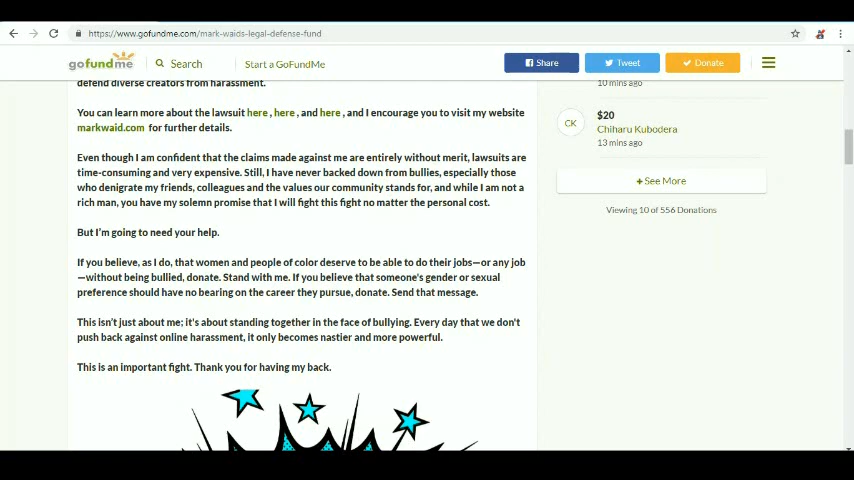 https://www.gofundme.com/mark-waids-legal-defense-fund
gofundme
Search
Start a GoFundMe
Share
Tweet
Donate
defend diverse creators from harassment.
You can learn more about the lawsuit here , here , and here , and I encourage you to visit my website
markwaid.com for further details.
Even though I am confident that the claims made against me are entirely without merit, lawsuits are
time-consuming and very expensive. Still, I have never backed down from bullies, especially those
who denigrate my friends, colleagues and the values our community stands for, and while I am not a
rich man, you have my solemn promise that I will fight this fight no matter the personal cost.
But I'm going to need your help.
If you believe, as I do, that women and people of color deserve to be able to do their jobs—or any job
—without being bullied, donate. Stand with me. If you believe that someone's gender or sexual
preference should have no bearing on the career they pursue, donate. Send that message.
This isn't just about me; it's about standing together in the face of bullying. Every day that we don't
push back against online harassment, it only becomes nastier and more powerful.
This is an important fight. Thank you for having my back.
10 mins ago
CK
$20
Chiharu Kubodera
13 mins ago
+ See More
Viewing 10 of 556 Donations